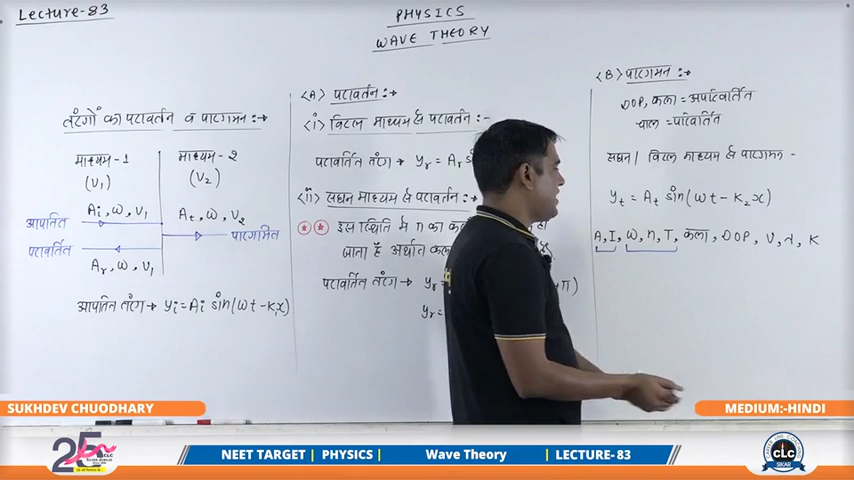 Lecture-83
PHYSICS
WAVE THEORY
तरंगों का परावर्तन व पारगमन :→
माध्यम-1
(V₁)
माध्यम-2
(V₂)
Ai, ω, V₁
At, ω, V₂
आपतित
पारगमित
परावर्तित
Ar, ω, V₁
आपतित तरंग → yi = Ai sin(ωt - K₁x)
<A> परावर्तन :→
<i> विरल माध्यम से परावर्तन :-
परावर्तित तरंग → yr = Ar
<ii> सघन माध्यम से परावर्तन :→
इस स्थिति में π का
जाता है अर्थात
परावर्तित तरंग →
+ π)
yr =
<B> पारगमन :→
DOP, कला = अपरिवर्तित
चाल = परिवर्तित
सघन / विरल माध्यम से पारगमन -
yt = At sin(ωt - K₂x)
A, I, ω, n, T, कला, DOP, V, λ, K
SUKHDEV CHUODHARY
MEDIUM:-HINDI
25
NEET TARGET | PHYSICS | Wave Theory | LECTURE- 83
CLC
SIKAR